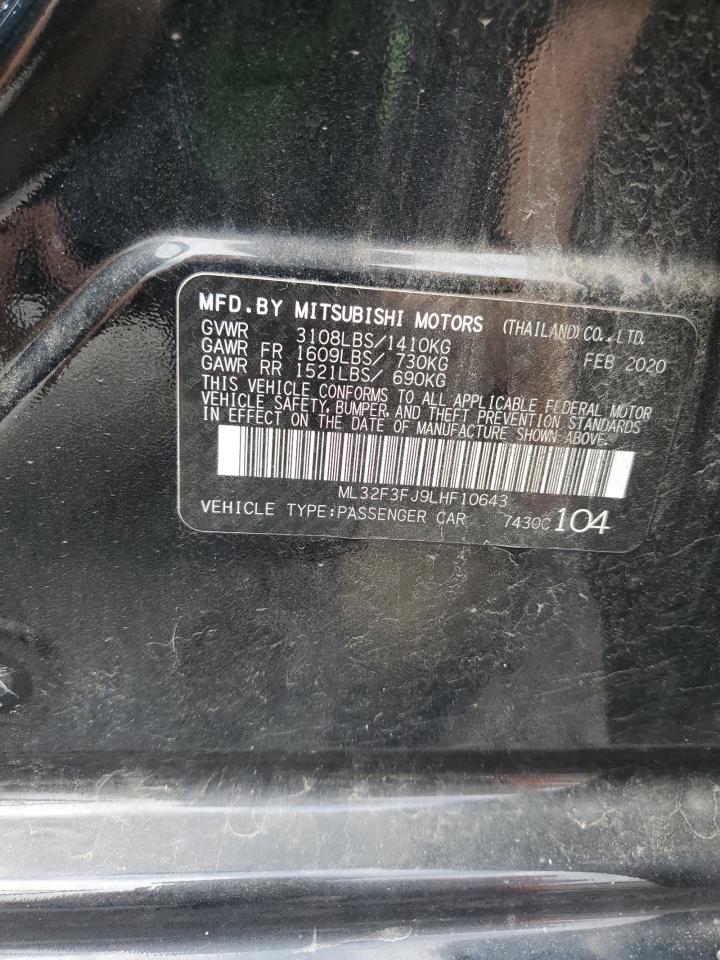 MFD.BY MITSUBISHI MOTORS (THAILAND) CO., LTD.
GVWR 3108LBS/1410KG FEB 2020
GAWR FR 1609LBS/ 730KG
GAWR RR 1521LBS/ 690KG
THIS VEHICLE CONFORMS TO ALL APPLICABLE FEDERAL MOTOR
VEHICLE SAFETY, BUMPER, AND THEFT PREVENTION STANDARDS
IN EFFECT ON THE DATE OF MANUFACTURE SHOWN ABOVE.
ML32F3FJ9LHF10643
VEHICLE TYPE:PASSENGER CAR 7430C 104